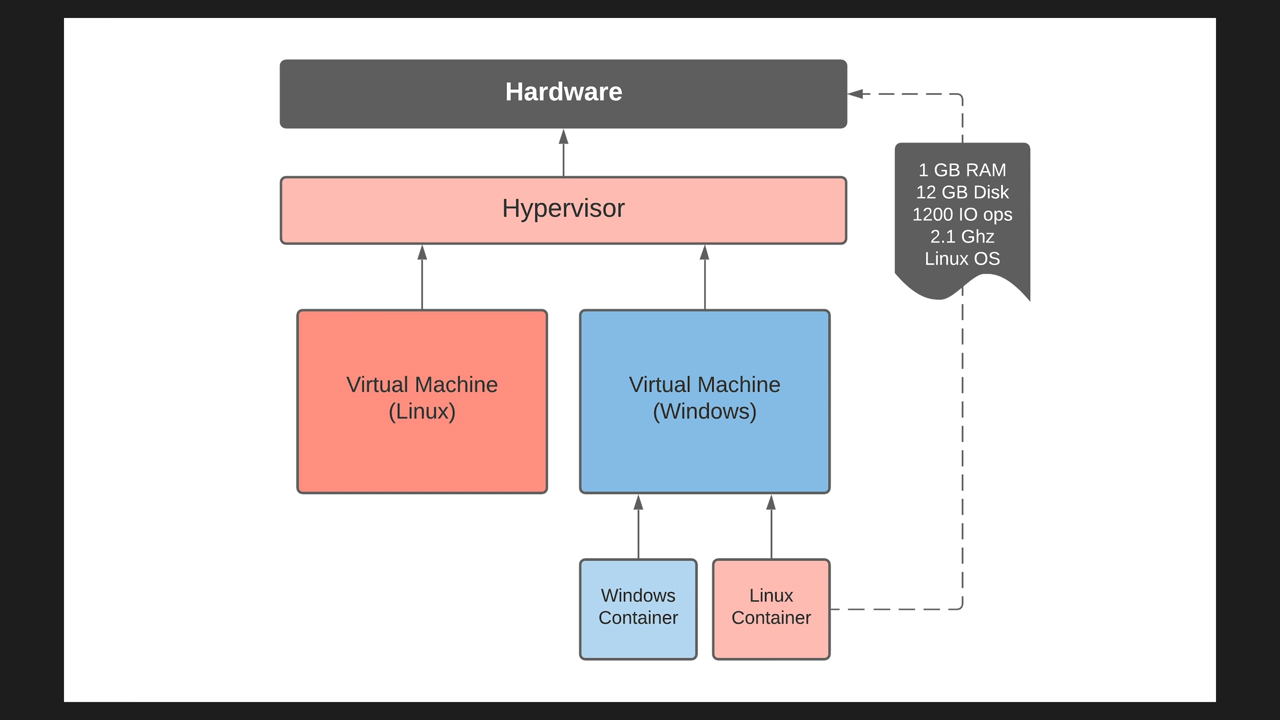 Hardware
Hypervisor
1 GB RAM
12 GB Disk
1200 IO ops
2.1 Ghz
Linux OS
Virtual Machine
(Linux)
Virtual Machine
(Windows)
Windows
Container
Linux
Container